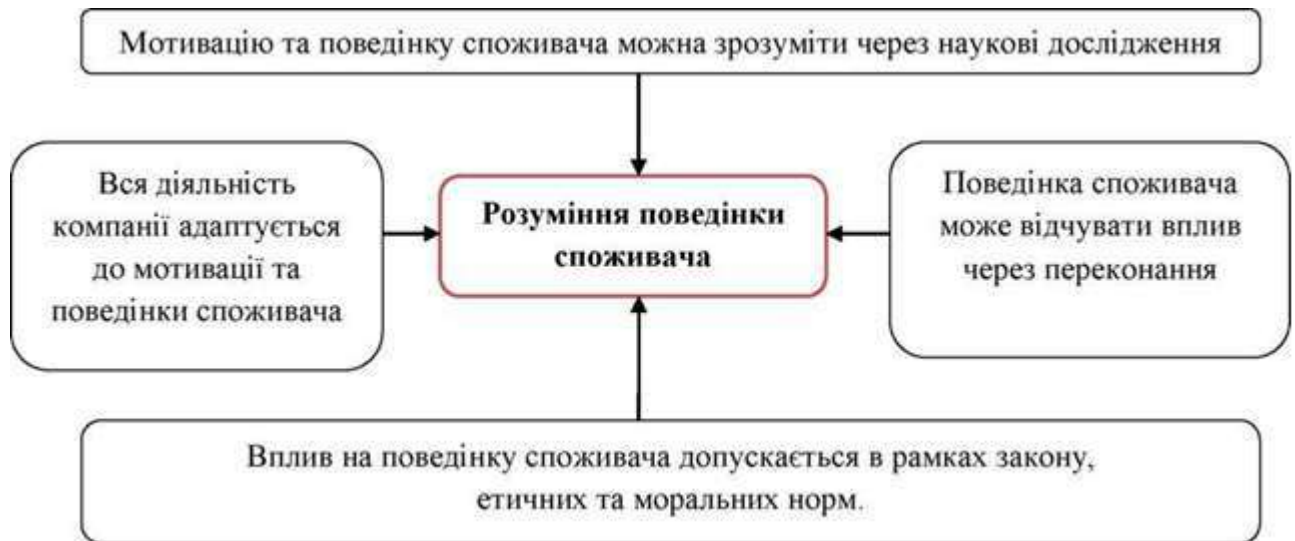 Мотивацію та поведінку споживача можна зрозуміти через наукові дослідження
Вся діяльність
компанії адаптується
до мотивації та
поведінки споживача
Розуміння поведінки
споживача
Поведінка споживача
може відчувати вплив
через переконання
Вплив на поведінку споживача допускається в рамках закону,
етичних та моральних норм.